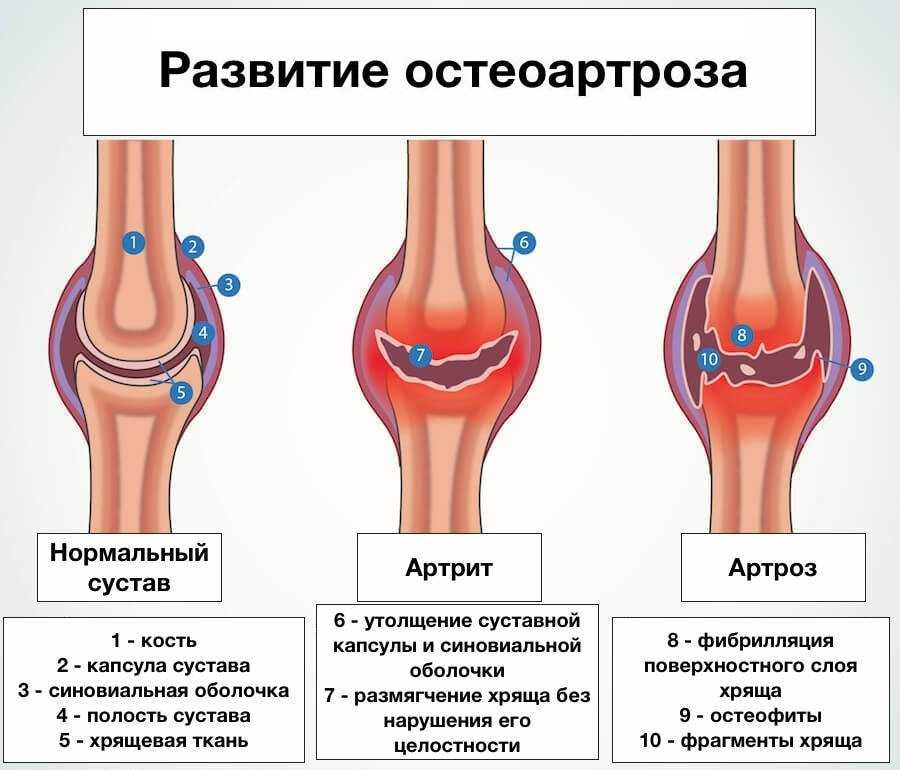 Развитие остеоартроза
1
2
3
4
5
6
7
8
9
10
Нормальный
сустав
1 - кость
2 - капсула сустава
3 - синовиальная оболочка
4 - полость сустава
5 - хрящевая ткань
Артрит
6 - утолщение суставной
капсулы и синовиальной
оболочки
7 - размягчение хряща без
нарушения его
целостности
Артроз
8 - фибрилляция
поверхностного слоя
хряща
9 - остеофиты
10 - фрагменты хряща